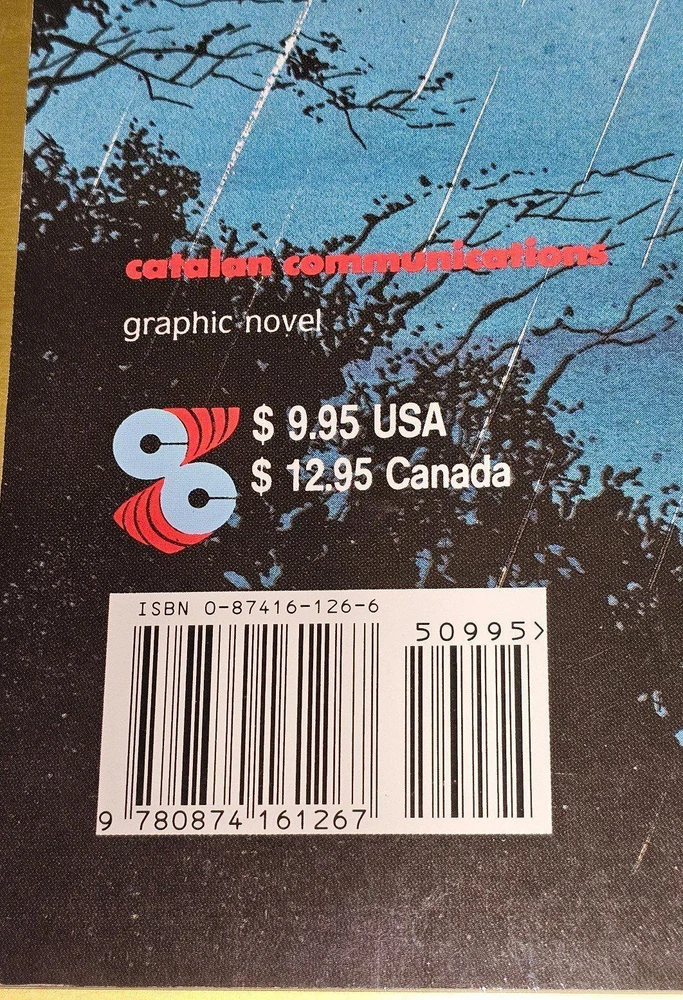 catalan communications
graphic novel
$ 9.95 USA
$ 12.95 Canada
ISBN 0-87416-126-6
50995>
9 780874 161267